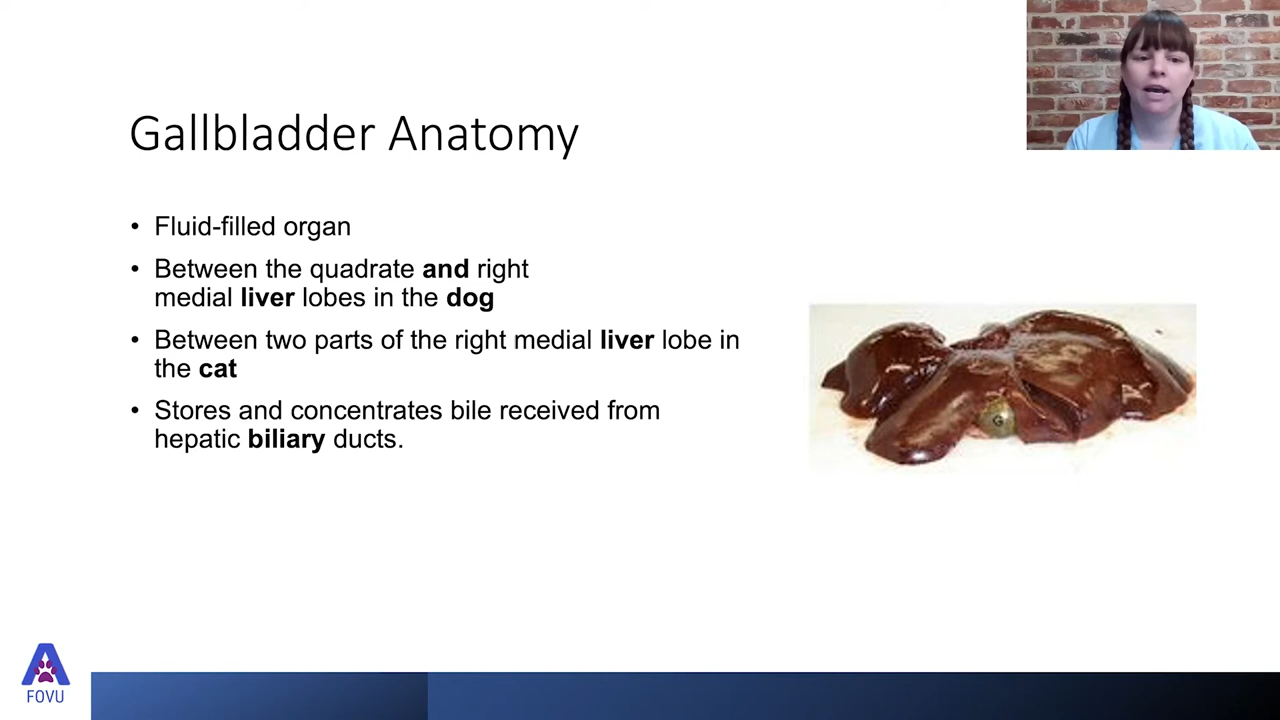 Gallbladder Anatomy
• Fluid-filled organ
• Between the quadrate and right
medial liver lobes in the dog
• Between two parts of the right medial liver lobe in
the cat
• Stores and concentrates bile received from
hepatic biliary ducts.
G
FOVU